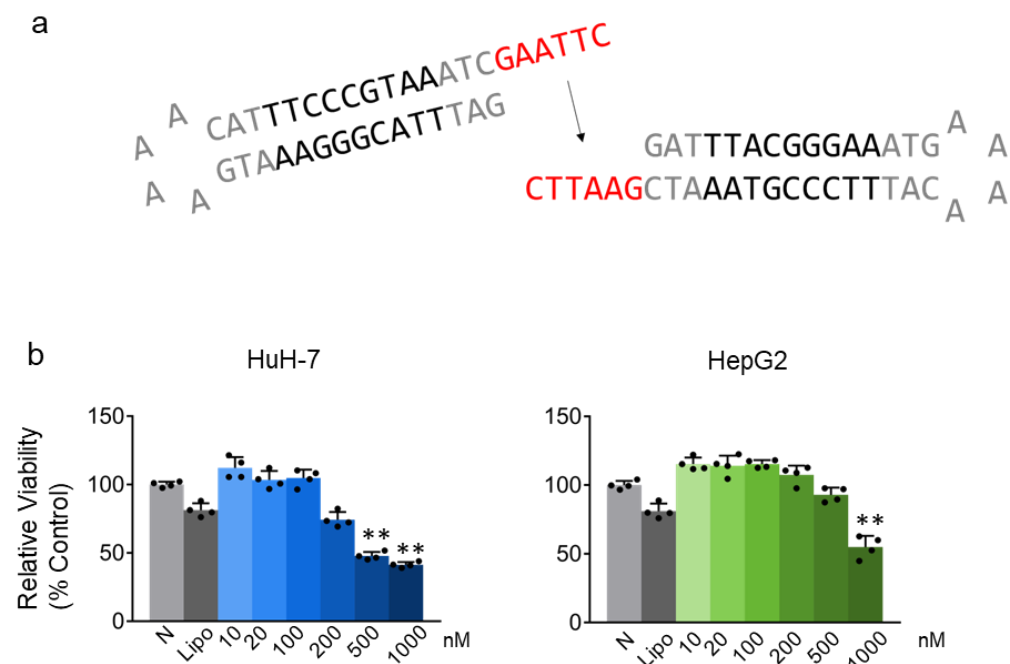 a
CATTTCCCGTAAATCGAATTC
GTAAAGGGCATTTAG
A
A
A
A
GATTTACGGGAAATG
CTTAAGCTAAATGCCCTTTAC
A
A
A
A
b
HuH-7
HepG2
Relative Viability
(% Control)
150
100
50
0
**
**
N
Lipo
10
20
100
200
500
1000
nM
150
100
50
0
**
N
Lipo
10
20
100
200
500
1000
nM